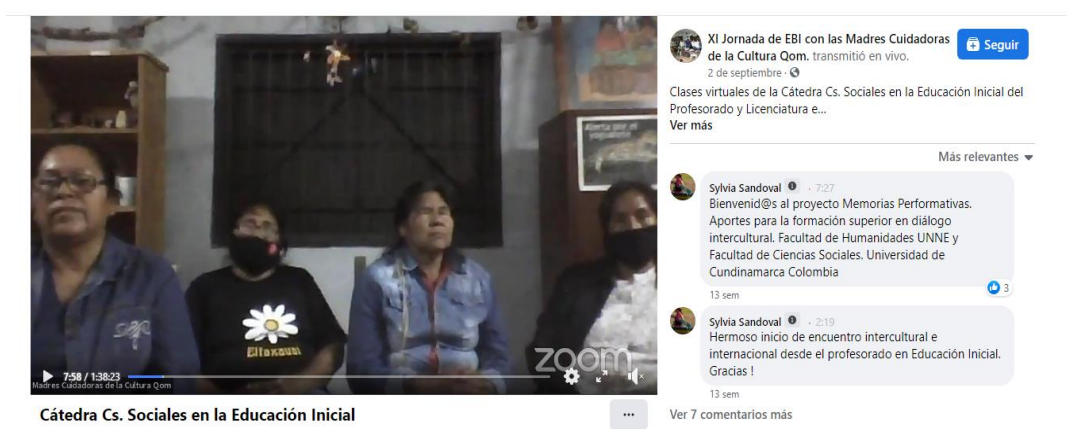 Alerta por el
yaguarete
Elfoxaui
zoom
7:58 / 1:38:23
Madres Cuidadoras de la Cultura Qom
Cátedra Cs. Sociales en la Educación Inicial
...
XI Jornada de EBI con las Madres Cuidadoras
de la Cultura Qom. transmitió en vivo.
2 de septiembre ·
Seguir
Clases virtuales de la Cátedra Cs. Sociales en la Educación Inicial del
Profesorado y Licenciatura e...
Ver más
Más relevantes
Sylvia Sandoval · 7:27
Bienvenid@s al proyecto Memorias Performativas.
Aportes para la formación superior en diálogo
intercultural. Facultad de Humanidades UNNE y
Facultad de Ciencias Sociales. Universidad de
Cundinamarca Colombia
3
13 sem
Sylvia Sandoval · 2:19
Hermoso inicio de encuentro intercultural e
internacional desde el profesorado en Educación Inicial.
Gracias !
13 sem
Ver 7 comentarios más